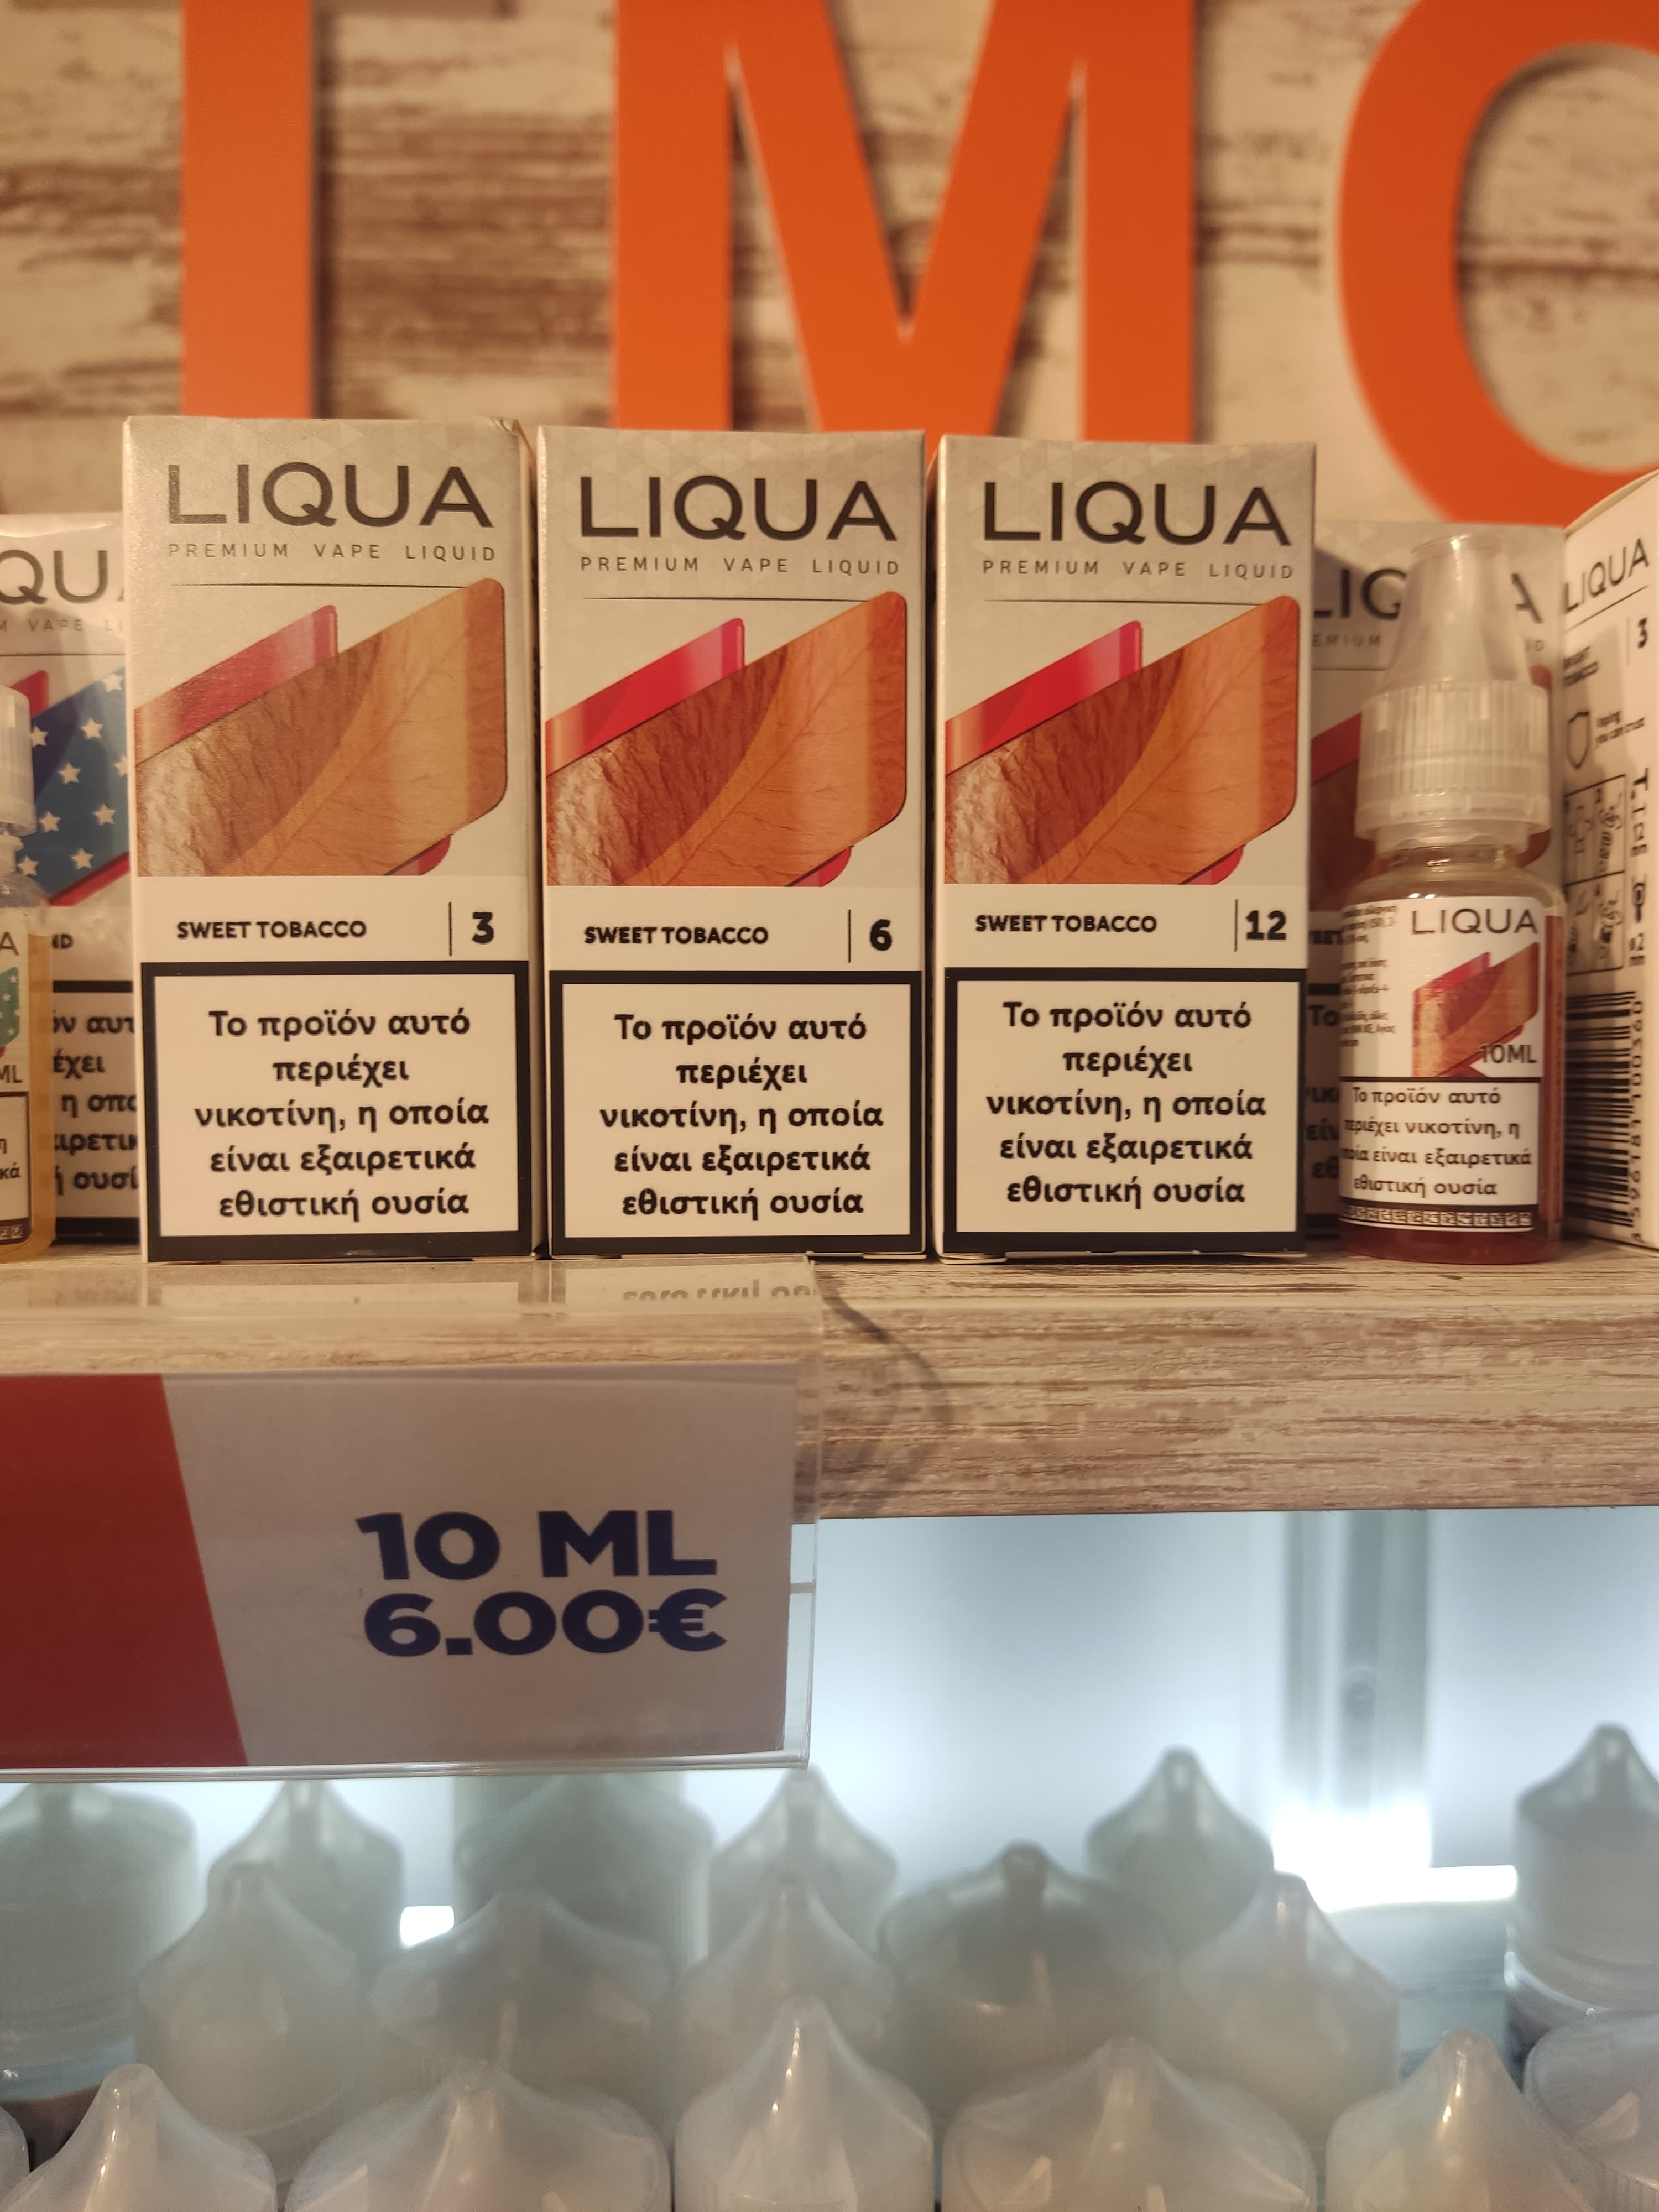 LIQUA
PREMIUM VAPE LIQUID
SWEET TOBACCO 3
Το προϊόν αυτό
περιέχει
νικοτίνη, η οποία
είναι εξαιρετικά
εθιστική ουσία
LIQUA
PREMIUM VAPE LIQUID
SWEET TOBACCO 6
Το προϊόν αυτό
περιέχει
νικοτίνη, η οποία
είναι εξαιρετικά
εθιστική ουσία
LIQUA
PREMIUM VAPE LIQUID
SWEET TOBACCO 12
Το προϊόν αυτό
περιέχει
νικοτίνη, η οποία
είναι εξαιρετικά
εθιστική ουσία
LIQUA
10ML
Το προϊόν αυτό
περιέχει νικοτίνη, η
οποία είναι εξαιρετικά
εθιστική ουσία
LIQUA
3
10 ML
6.00€